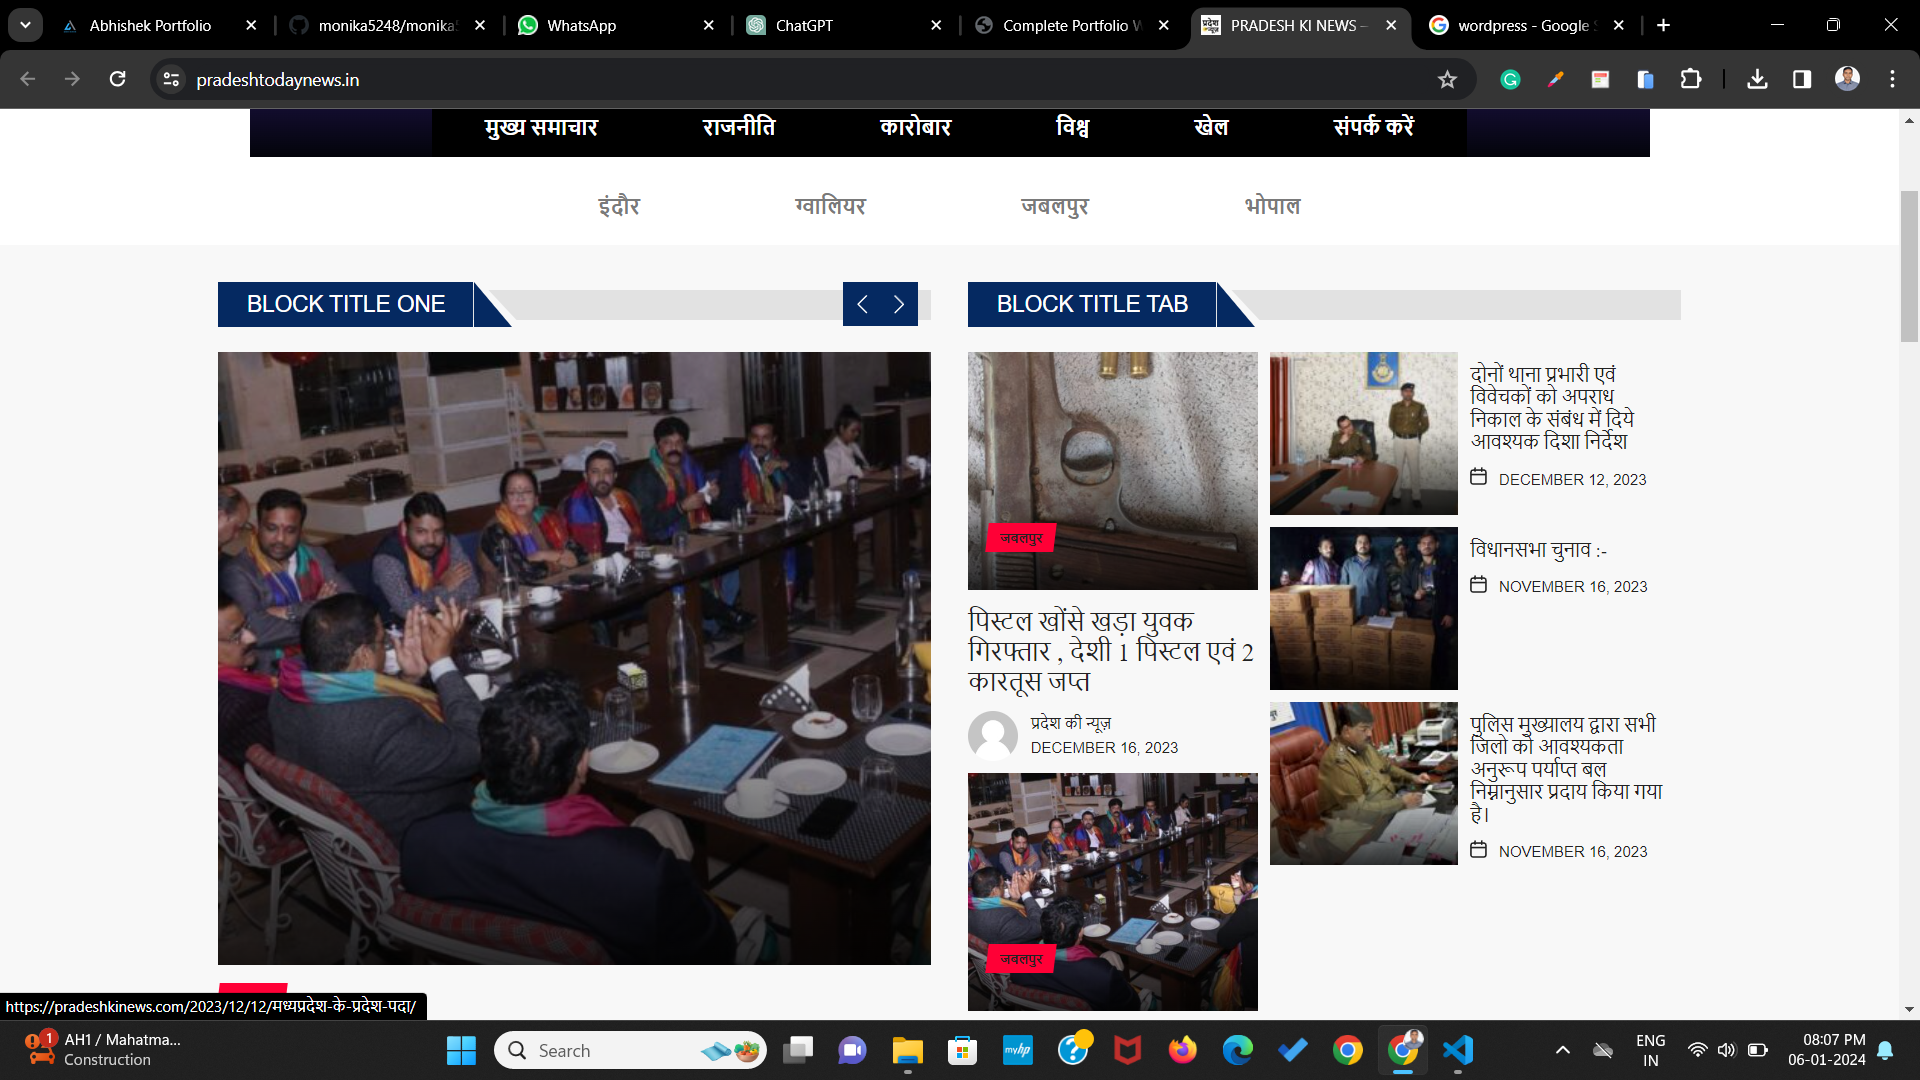 Abhishek Portfolio
monika5248/monika5
WhatsApp
ChatGPT
Complete Portfolio W
PRADESH KI NEWS –
wordpress - Google S
pradeshtodaynews.in
मुख्य समाचार
राजनीति
कारोबार
विश्व
खेल
संपर्क करें
इंदौर
ग्वालियर
जबलपुर
भोपाल
BLOCK TITLE ONE
BLOCK TITLE TAB
जबलपुर
पिस्टल खोंसे खड़ा युवक
गिरफ्तार , देशी 1 पिस्टल एवं 2
कारतूस जप्त
प्रदेश की न्यूज़
DECEMBER 16, 2023
जबलपुर
दोनों थाना प्रभारी एवं
विवेचकों को अपराध
निकाल के संबंध में दिये
आवश्यक दिशा निर्देश
DECEMBER 12, 2023
विधानसभा चुनाव :-
NOVEMBER 16, 2023
पुलिस मुख्यालय द्वारा सभी
जिलो को आवश्यकता
अनुरूप पर्याप्त बल
निम्नानुसार प्रदाय किया गया
है।
NOVEMBER 16, 2023
https://pradeshkinews.com/2023/12/12/मध्यप्रदेश-के-प्रदेश-पदा/
1
AH1 / Mahatma...
Construction
Search
myhp
ENG
IN
08:07 PM
06-01-2024